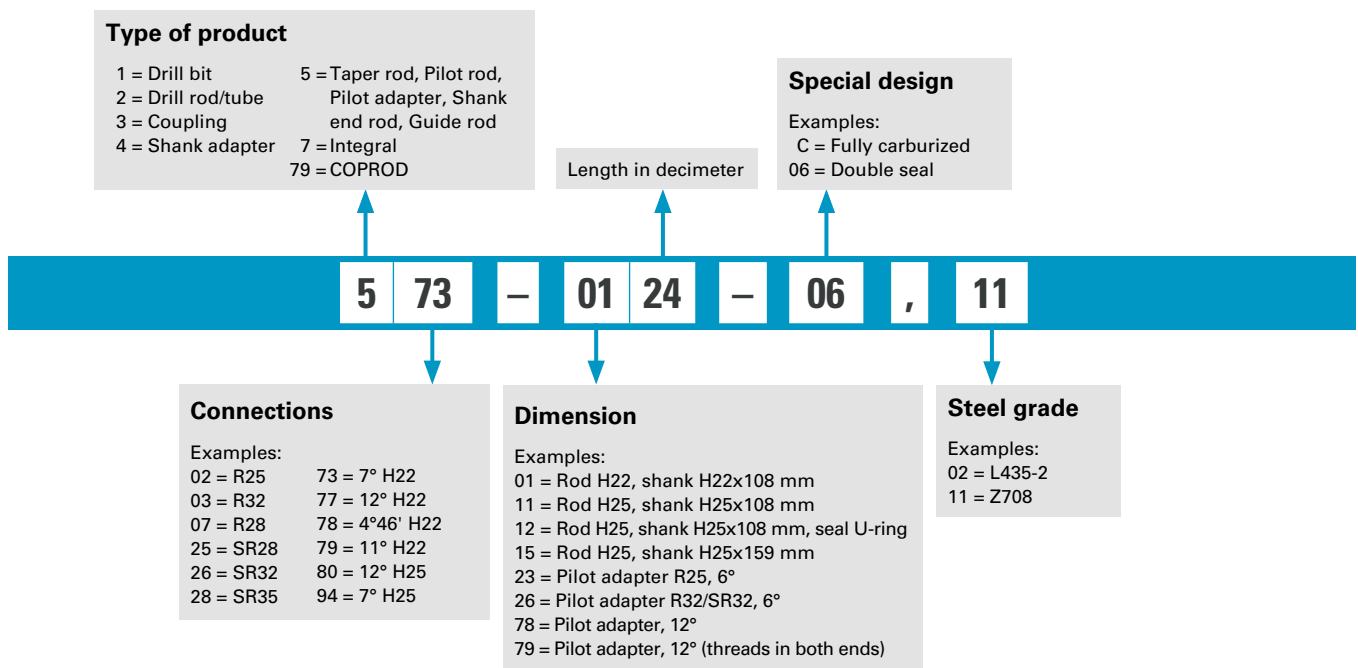 Type of product
1 = Drill bit
2 = Drill rod/tube
3 = Coupling
4 = Shank adapter
5 = Taper rod, Pilot rod,
Pilot adapter, Shank
end rod, Guide rod
7 = Integral
79 = COPROD
Length in decimeter
Special design
Examples:
C = Fully carburized
06 = Double seal
5 73 – 01 24 – 06 , 11
Connections
Examples:
02 = R25
03 = R32
07 = R28
25 = SR28
26 = SR32
28 = SR35
73 = 7° H22
77 = 12° H22
78 = 4°46' H22
79 = 11° H22
80 = 12° H25
94 = 7° H25
Dimension
Examples:
01 = Rod H22, shank H22x108 mm
11 = Rod H25, shank H25x108 mm
12 = Rod H25, shank H25x108 mm, seal U-ring
15 = Rod H25, shank H25x159 mm
23 = Pilot adapter R25, 6°
26 = Pilot adapter R32/SR32, 6°
78 = Pilot adapter, 12°
79 = Pilot adapter, 12° (threads in both ends)
Steel grade
Examples:
02 = L435-2
11 = Z708